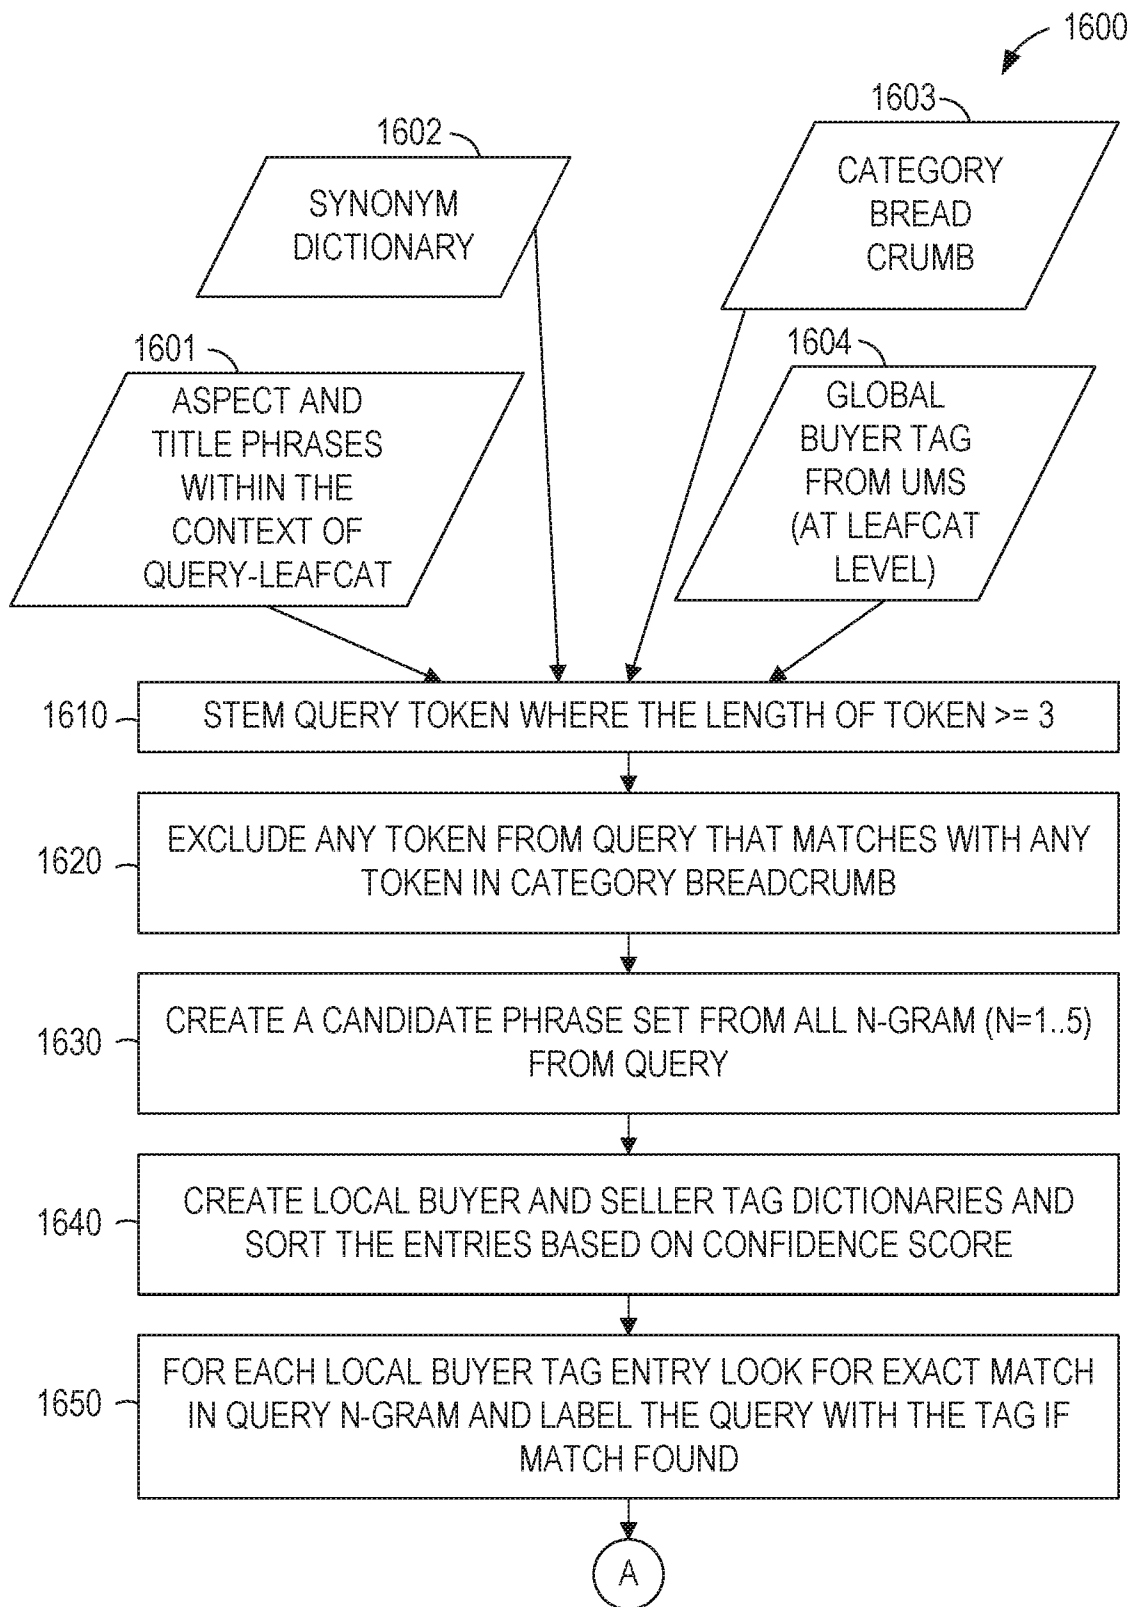 1600
1602
SYNONYM
DICTIONARY
1603
CATEGORY
BREAD
CRUMB
1601
ASPECT AND
TITLE PHRASES
WITHIN THE
CONTEXT OF
QUERY-LEAFCAT
1604
GLOBAL
BUYER TAG
FROM UMS
(AT LEAFCAT
LEVEL)
1610
STEM QUERY TOKEN WHERE THE LENGTH OF TOKEN >= 3
1620
EXCLUDE ANY TOKEN FROM QUERY THAT MATCHES WITH ANY
TOKEN IN CATEGORY BREADCRUMB
1630
CREATE A CANDIDATE PHRASE SET FROM ALL N-GRAM (N=1..5)
FROM QUERY
1640
CREATE LOCAL BUYER AND SELLER TAG DICTIONARIES AND
SORT THE ENTRIES BASED ON CONFIDENCE SCORE
1650
FOR EACH LOCAL BUYER TAG ENTRY LOOK FOR EXACT MATCH
IN QUERY N-GRAM AND LABEL THE QUERY WITH THE TAG IF
MATCH FOUND
A